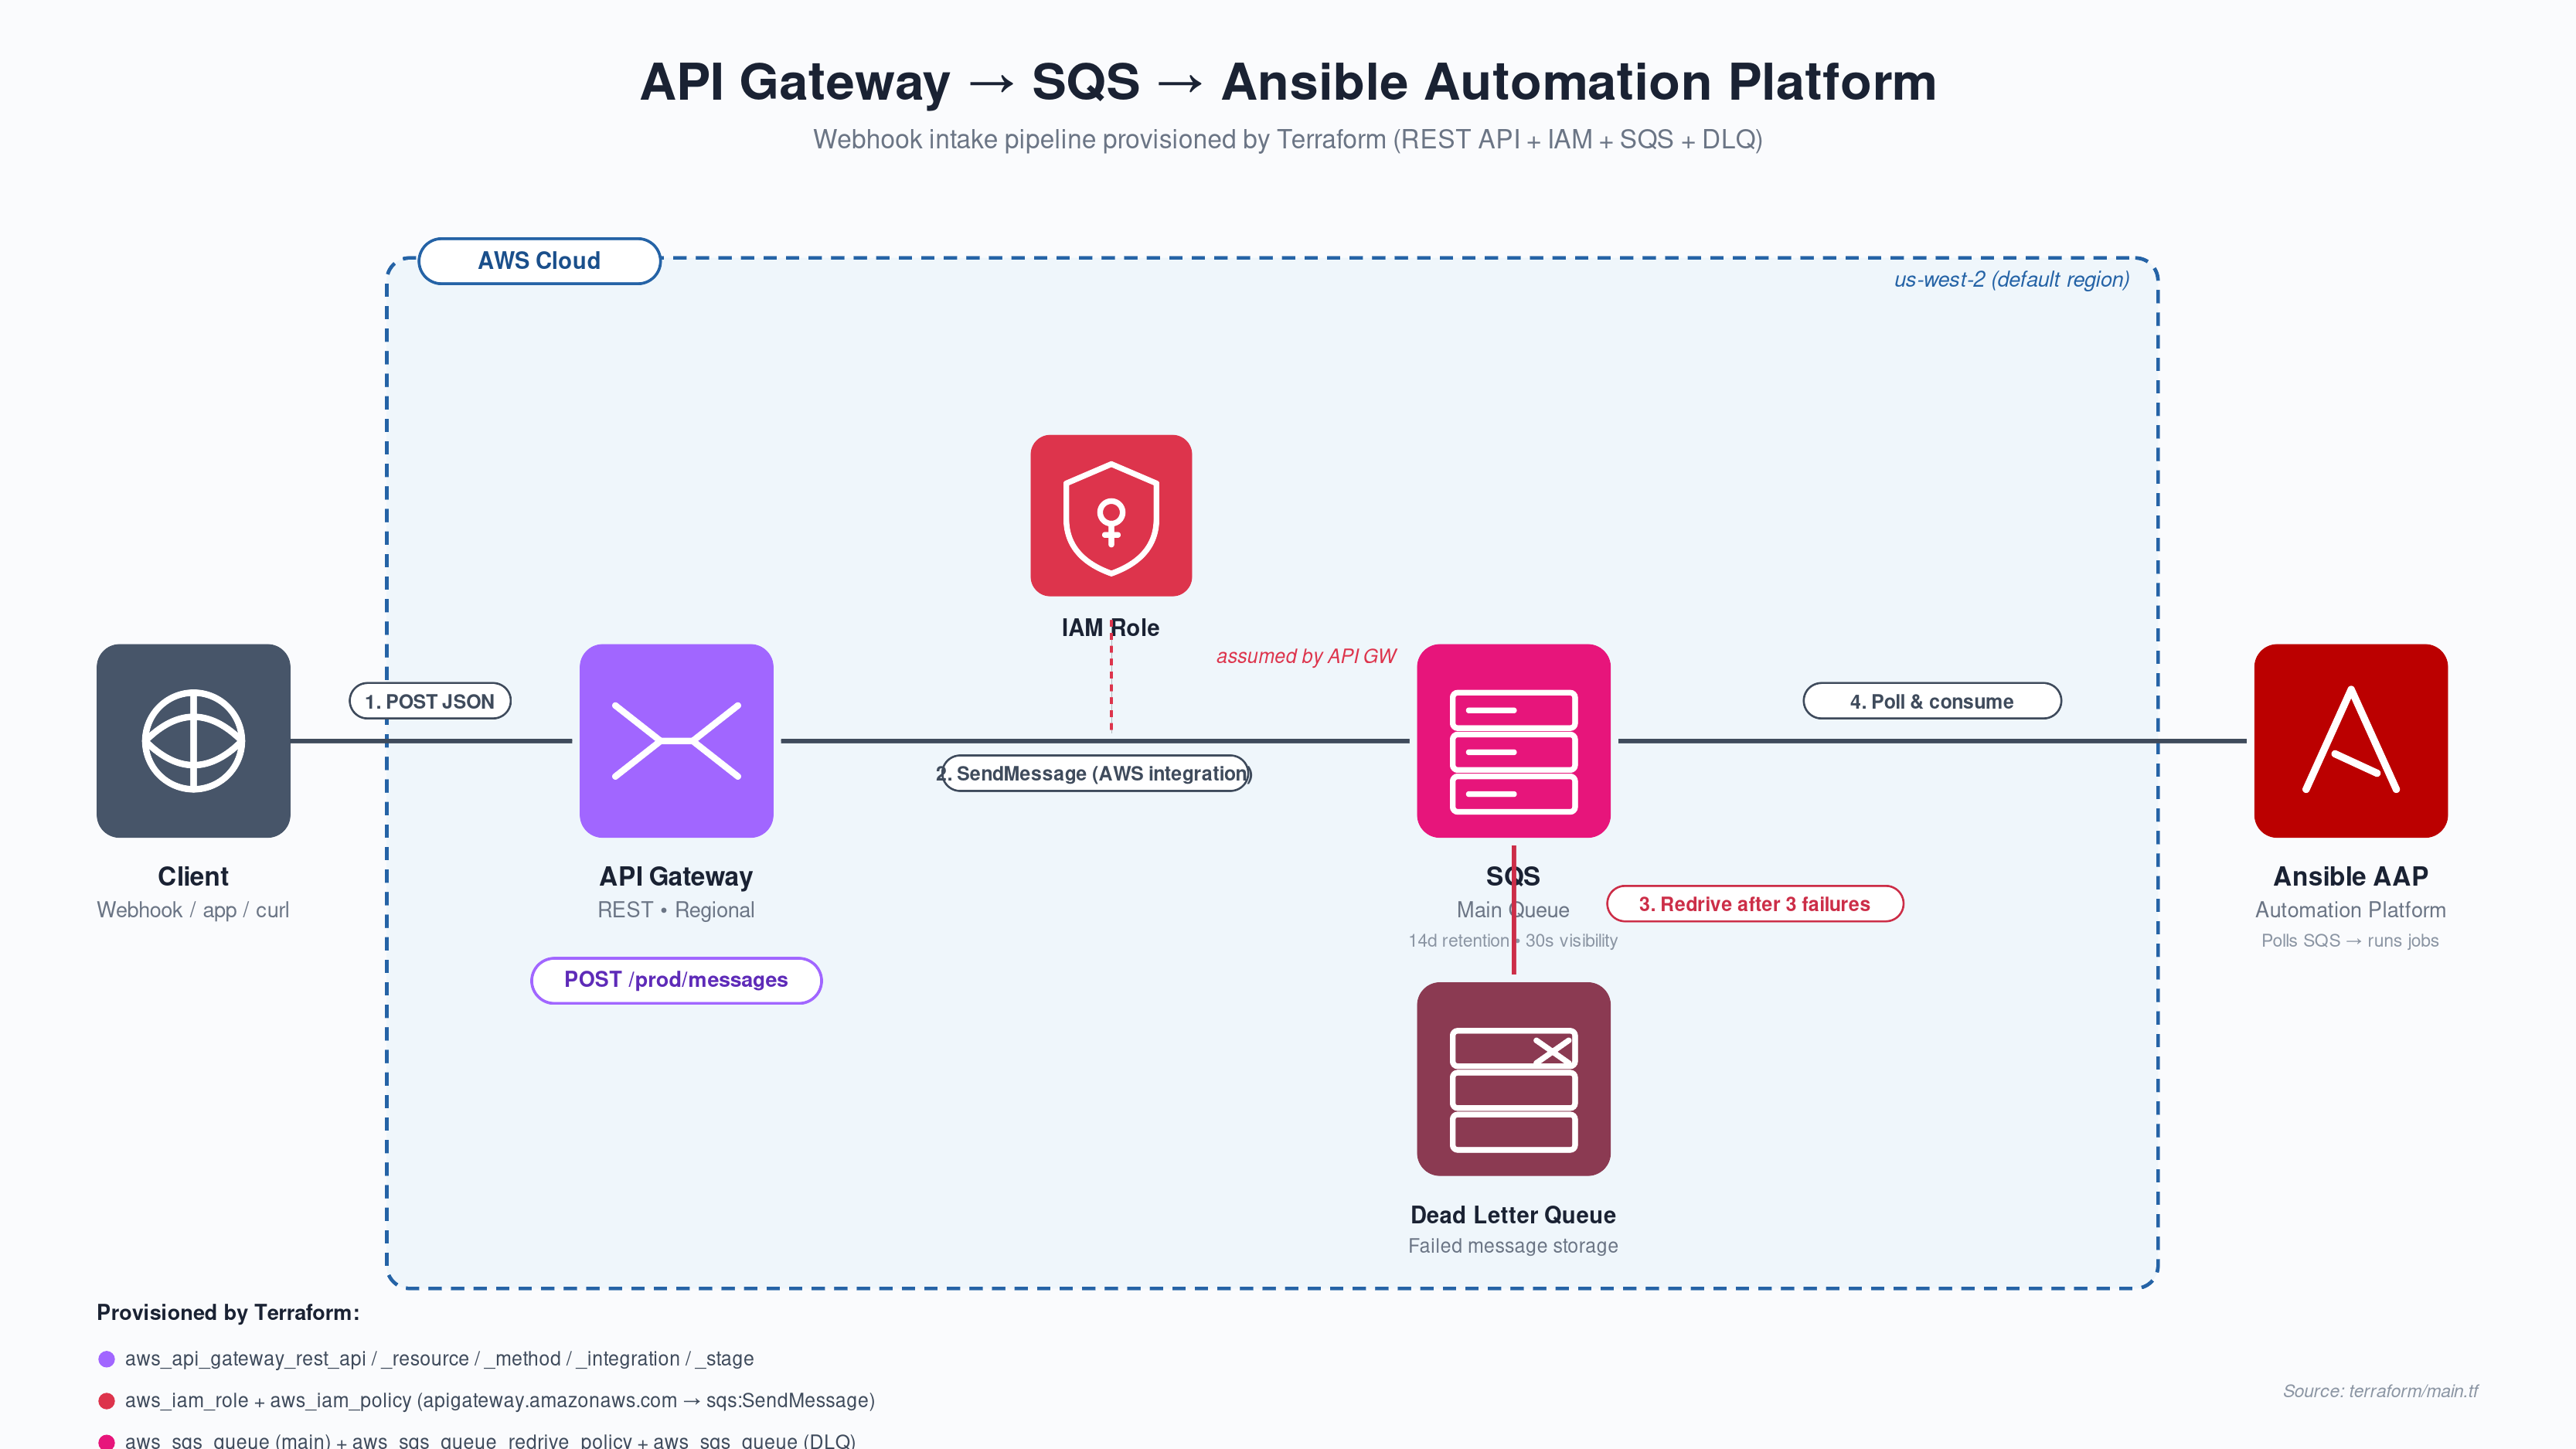 API Gateway → SQS → Ansible Automation Platform
Webhook intake pipeline provisioned by Terraform (REST API + IAM + SQS + DLQ)
AWS Cloud
us-west-2 (default region)
IAM Role
assumed by API GW
1. POST JSON
4. Poll & consume
2. SendMessage (AWS integration)
Client
Webhook / app / curl
API Gateway
REST • Regional
POST /prod/messages
SQS
Main Queue
14d retention • 30s visibility
3. Redrive after 3 failures
Ansible AAP
Automation Platform
Polls SQS → runs jobs
Dead Letter Queue
Failed message storage
Provisioned by Terraform:
aws_api_gateway_rest_api / _resource / _method / _integration / _stage
aws_iam_role + aws_iam_policy (apigateway.amazonaws.com → sqs:SendMessage)
aws_sqs_queue (main) + aws_sqs_queue_redrive_policy + aws_sqs_queue (DLQ)
Source: terraform/main.tf